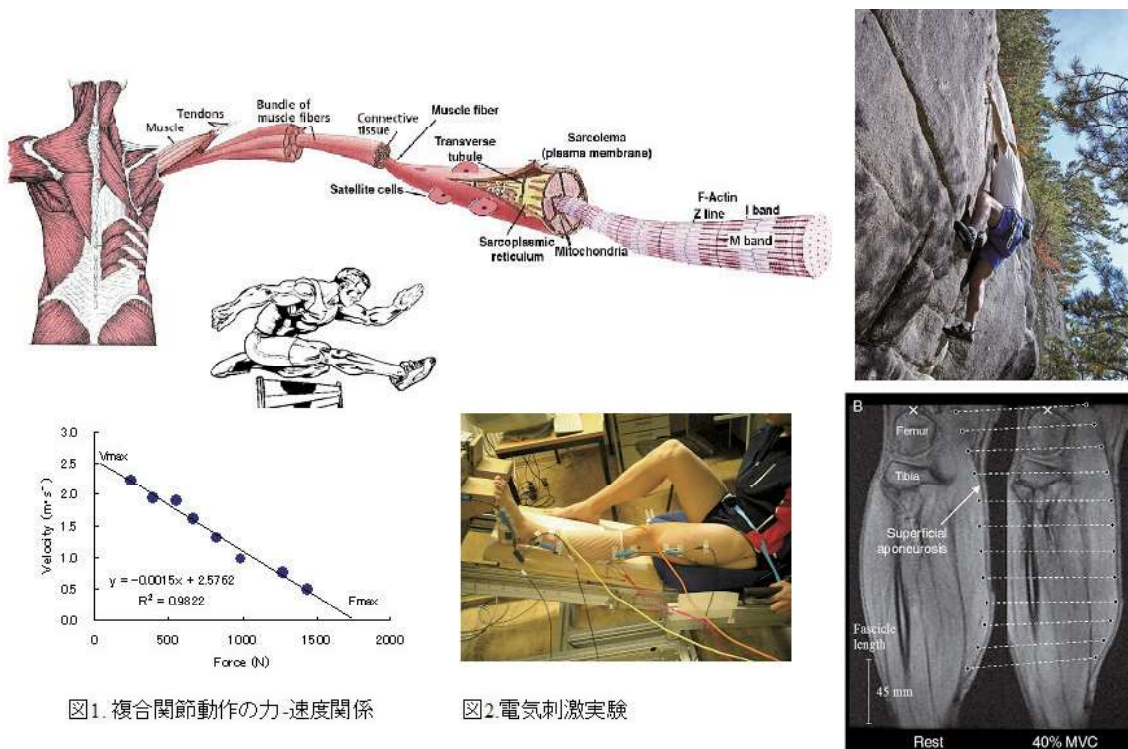 Tendons
Muscle
Bundle of
muscle fibers
Connective
tissue
Muscle fiber
Transverse
tubule
Sarcolema
(plasma membrane)
Satellite cells
Sarcoplasmic
reticulum
Mitochondria
F-Actin
Z line
I band
M band
3.0
Vmax
2.5
2.0
1.5
1.0
0.5
0.0
Velocity (m・s⁻¹)
y = -0.0015x + 2.5762
R² = 0.9822
Fmax
0
500
1000
1500
2000
Force (N)
図1. 複合関節動作の力-速度関係
図2.電気刺激実験
B
Femur
Tibia
Superficial
aponeurosis
Fascicle
length
45 mm
Rest
40% MVC